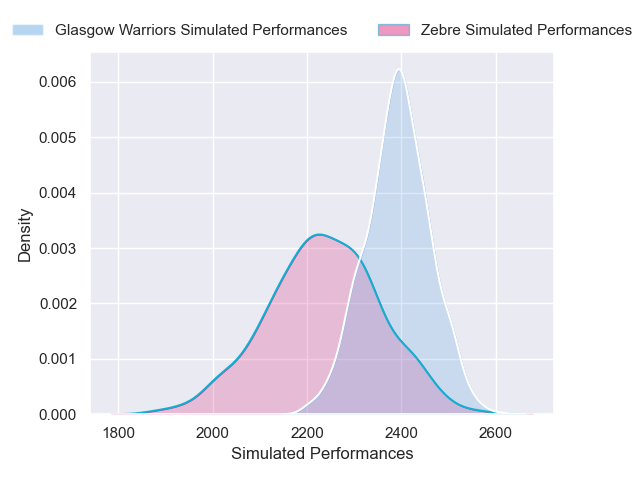 Glasgow Warriors Simulated Performances Zebre Simulated Performances
0.006
0.005
0.004
0.003
0.002
0.001
0.000
Density
1800 2000 2200 2400 2600
Simulated Performances